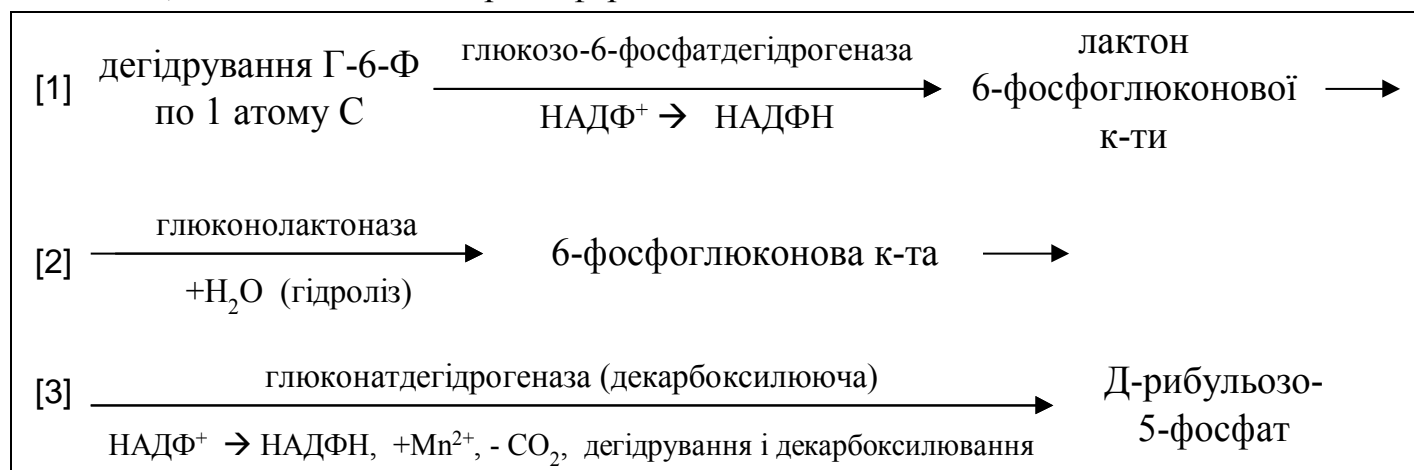 [1] дегідрування Г-6-Ф по 1 атому С
глюкозо-6-фосфатдегідрогеназа
НАДФ⁺ → НАДФН
лактон
6-фосфоглюконової
к-ти
[2] глюконолактоназа
+H₂O (гідроліз)
6-фосфоглюконова к-та
[3] глюконатдегідрогеназа (декарбоксилююча)
НАДФ⁺ → НАДФН, +Mn²⁺, - CO₂, дегідрування і декарбоксилювання
Д-рибульозо-
5-фосфат